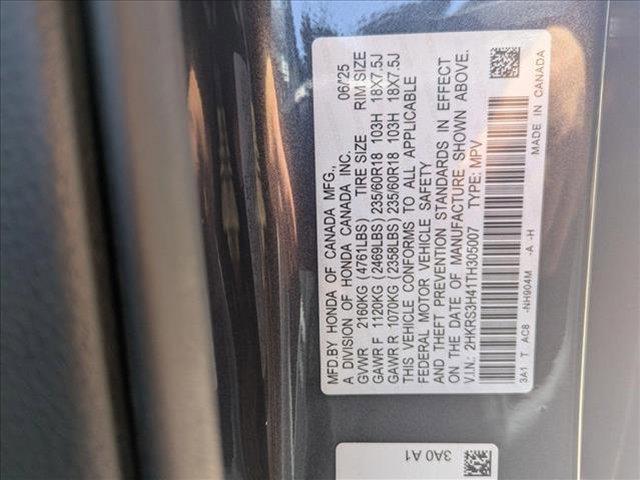 MFD.BY HONDA OF CANADA MFG., 06/'25
A DIVISION OF HONDA CANADA INC.
GVWR 2160KG (4761LBS) TIRE SIZE RIM SIZE
GAWR F 1120KG (2469LBS) 235/60R18 103H 18X7.5J
GAWR R 1070KG (2358LBS) 235/60R18 103H 18X7.5J
THIS VEHICLE CONFORMS TO ALL APPLICABLE
FEDERAL MOTOR VEHICLE SAFETY
AND THEFT PREVENTION STANDARDS IN EFFECT
ON THE DATE OF MANUFACTURE SHOWN ABOVE.
V.I.N.: 2HKRS3H41TH305007 TYPE: MPV
3A1 T AC8 -NH904M -A -H MADE IN CANADA
3A0 A1